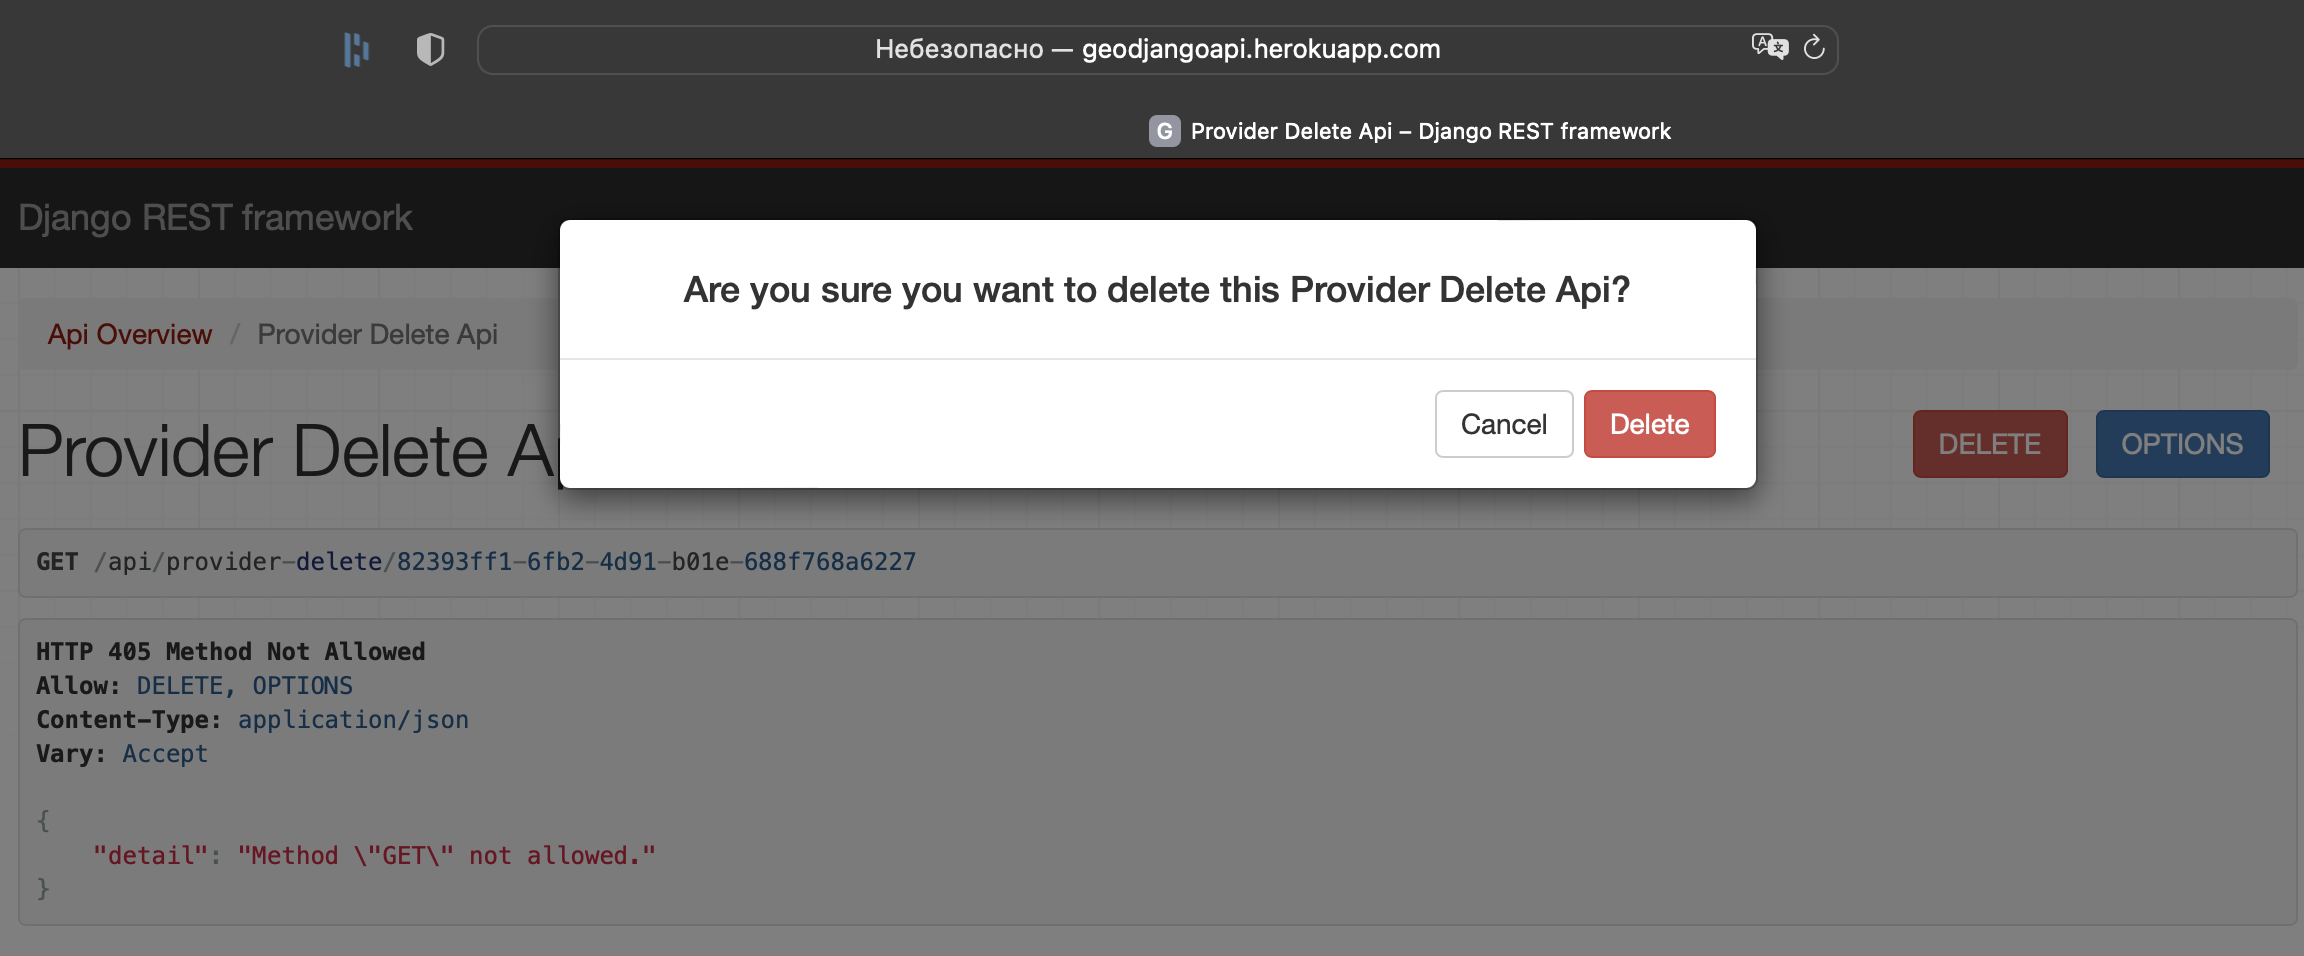 Небезопасно — geodjangoapi.herokuapp.com
G Provider Delete Api – Django REST framework
Django REST framework
Are you sure you want to delete this Provider Delete Api?
Api Overview / Provider Delete Api
Cancel Delete
Provider Delete Ap
DELETE OPTIONS
GET /api/provider-delete/82393ff1-6fb2-4d91-b01e-688f768a6227
HTTP 405 Method Not Allowed
Allow: DELETE, OPTIONS
Content-Type: application/json
Vary: Accept
{
"detail": "Method \"GET\" not allowed."
}